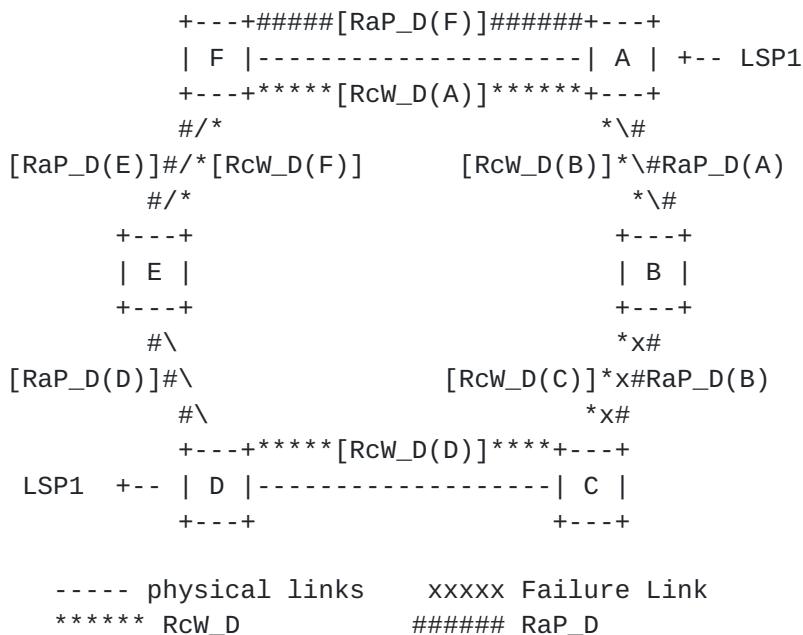 +---+#####[RaP_D(F)]######+---+
| F |---------------------| A | +-- LSP1
+---+*****[RcW_D(A)]******+---+
#/* *\#
[RaP_D(E)]#/*[RcW_D(F)] [RcW_D(B)]*\#RaP_D(A)
#/* *\#
+---+ +---+
| E | | B |
+---+ +---+
#\ *x#
[RaP_D(D)]#\ [RcW_D(C)]*x#RaP_D(B)
#\ *x#
+---+*****[RcW_D(D)]****+---+
LSP1 +-- | D |-------------------| C |
+---+ +---+
----- physical links xxxxx Failure Link
****** RcW_D ###### RaP_D